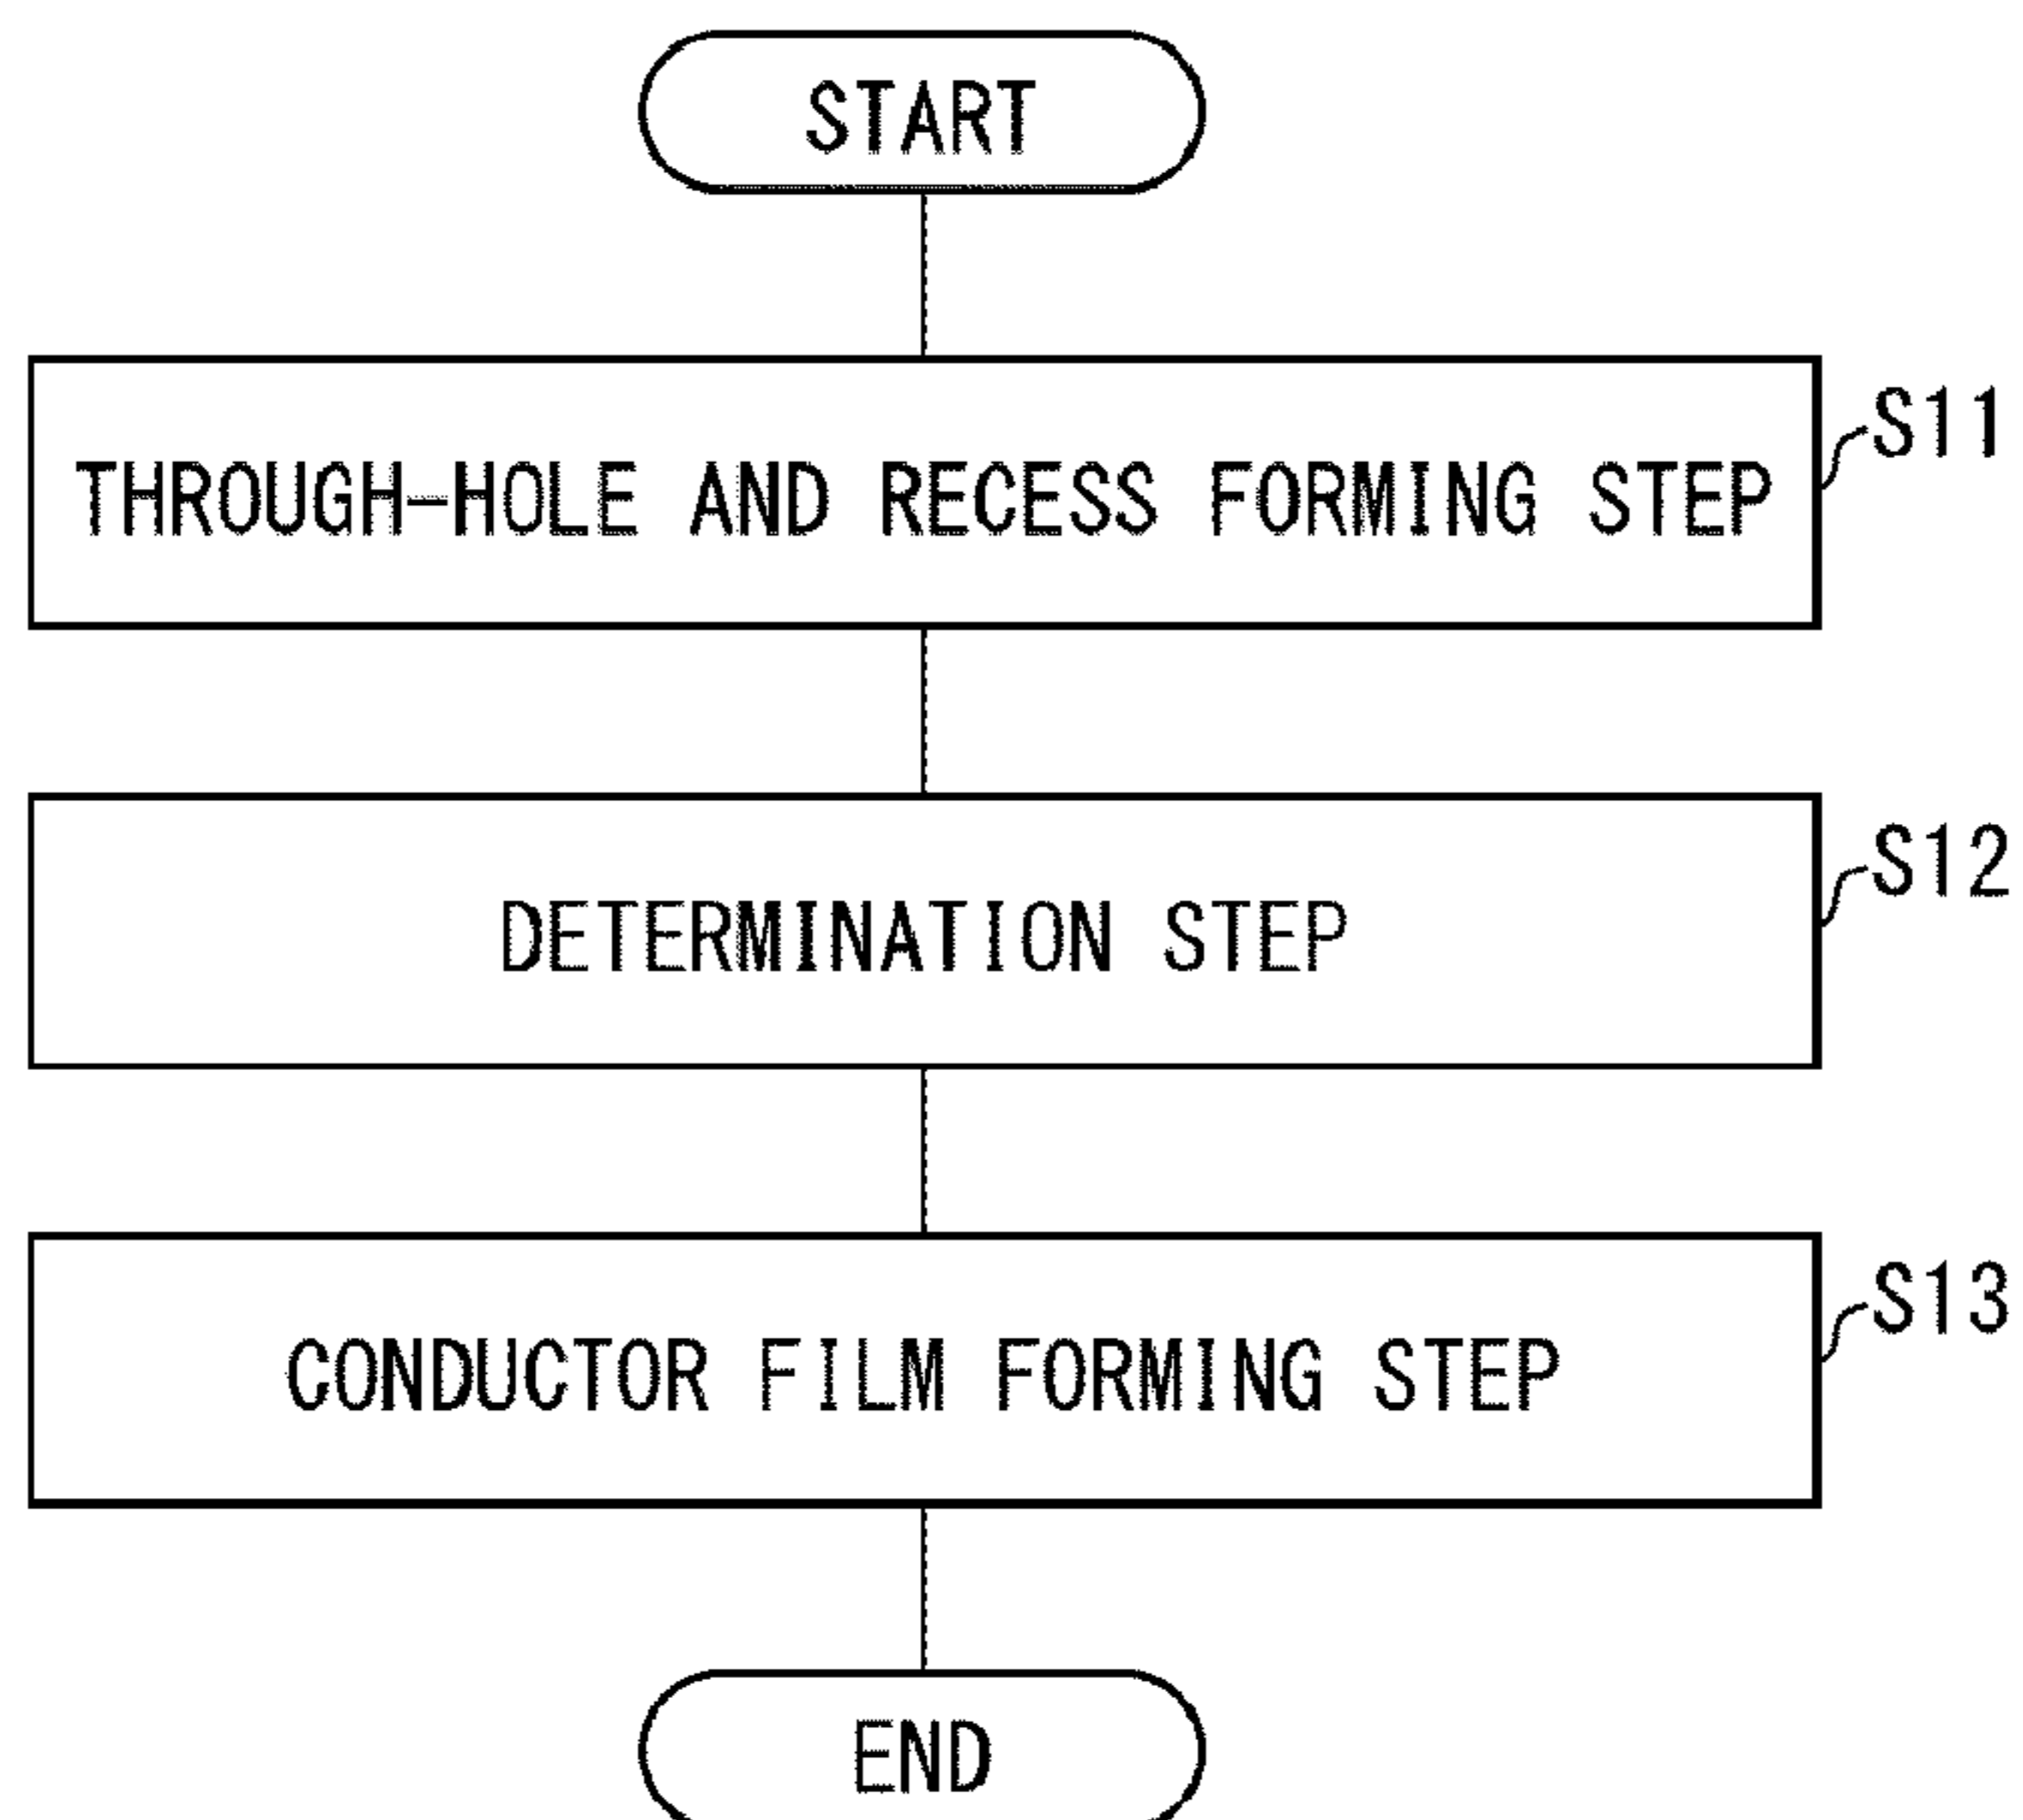 START
THROUGH-HOLE AND RECESS FORMING STEP
S11
DETERMINATION STEP
S12
CONDUCTOR FILM FORMING STEP
S13
END